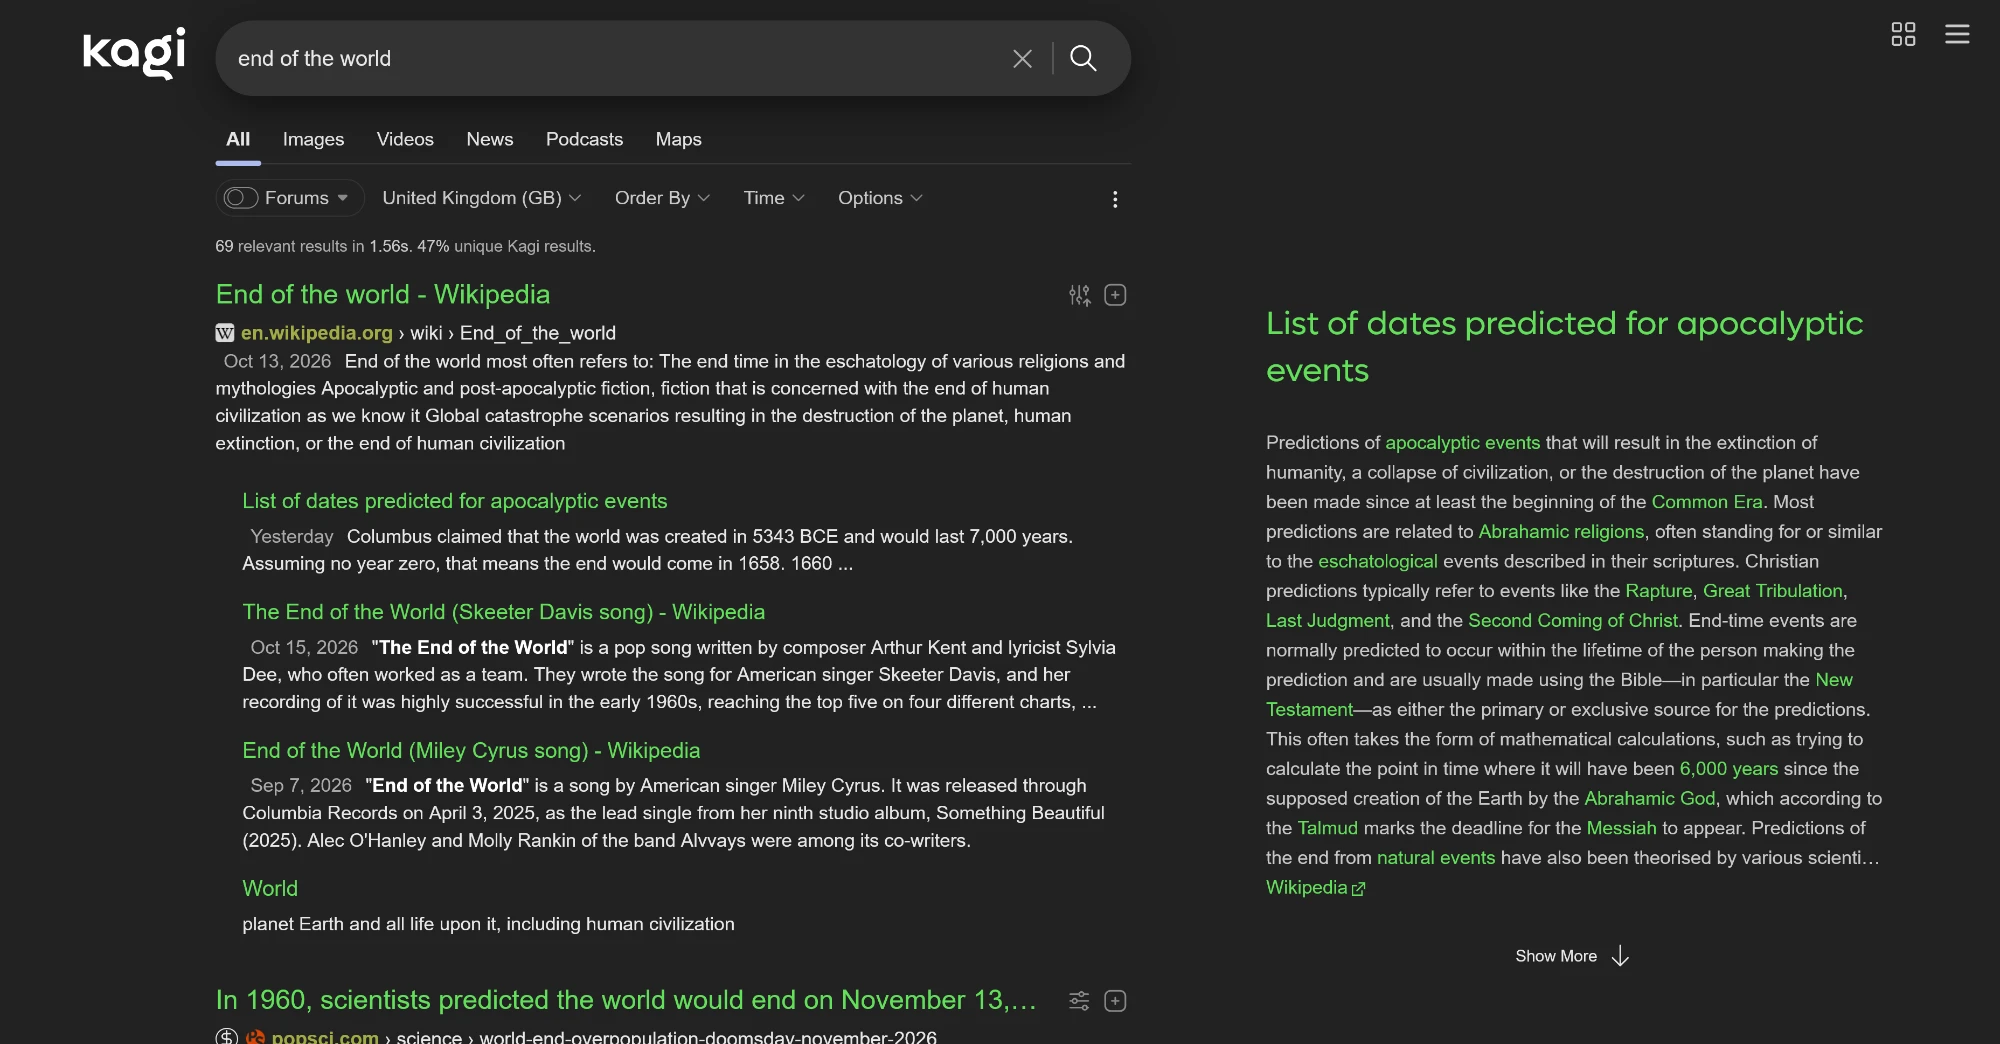 kagi
end of the world
All Images Videos News Podcasts Maps
Forums United Kingdom (GB) Order By Time Options
69 relevant results in 1.56s. 47% unique Kagi results.
End of the world - Wikipedia
W en.wikipedia.org › wiki › End_of_the_world
Oct 13, 2026 End of the world most often refers to: The end time in the eschatology of various religions and
mythologies Apocalyptic and post-apocalyptic fiction, fiction that is concerned with the end of human
civilization as we know it Global catastrophe scenarios resulting in the destruction of the planet, human
extinction, or the end of human civilization
List of dates predicted for apocalyptic events
Yesterday Columbus claimed that the world was created in 5343 BCE and would last 7,000 years.
Assuming no year zero, that means the end would come in 1658. 1660 ...
The End of the World (Skeeter Davis song) - Wikipedia
Oct 15, 2026 "The End of the World" is a pop song written by composer Arthur Kent and lyricist Sylvia
Dee, who often worked as a team. They wrote the song for American singer Skeeter Davis, and her
recording of it was highly successful in the early 1960s, reaching the top five on four different charts, ...
End of the World (Miley Cyrus song) - Wikipedia
Sep 7, 2026 "End of the World" is a song by American singer Miley Cyrus. It was released through
Columbia Records on April 3, 2025, as the lead single from her ninth studio album, Something Beautiful
(2025). Alec O'Hanley and Molly Rankin of the band Alvvays were among its co-writers.
World
planet Earth and all life upon it, including human civilization
In 1960, scientists predicted the world would end on November 13,...
popsci.com › science › world-end-overpopulation-doomsday-november-2026
List of dates predicted for apocalyptic
events
Predictions of apocalyptic events that will result in the extinction of
humanity, a collapse of civilization, or the destruction of the planet have
been made since at least the beginning of the Common Era. Most
predictions are related to Abrahamic religions, often standing for or similar
to the eschatological events described in their scriptures. Christian
predictions typically refer to events like the Rapture, Great Tribulation,
Last Judgment, and the Second Coming of Christ. End-time events are
normally predicted to occur within the lifetime of the person making the
prediction and are usually made using the Bible—in particular the New
Testament—as either the primary or exclusive source for the predictions.
This often takes the form of mathematical calculations, such as trying to
calculate the point in time where it will have been 6,000 years since the
supposed creation of the Earth by the Abrahamic God, which according to
the Talmud marks the deadline for the Messiah to appear. Predictions of
the end from natural events have also been theorised by various scienti...
Wikipedia
Show More